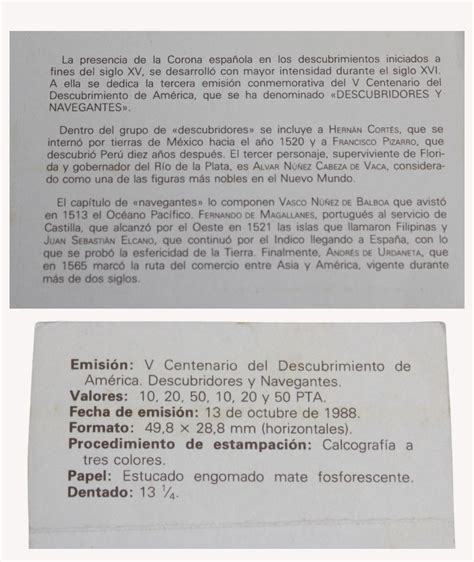 La presencia de la Corona española en los descubrimientos iniciados a
fines del siglo XV, se desarrolló con mayor intensidad durante el siglo XVI.
A ella se dedica la tercera emisión conmemorativa del V Centenario del
Descubrimiento de América, que se ha denominado «DESCUBRIDORES Y
NAVEGANTES».
Dentro del grupo de «descubridores» se incluye a HERNÁN CORTÉS, que se
internó por tierras de México hacia el año 1520 y a FRANCISCO PIZARRO, que
descubrió Perú diez años después. El tercer personaje, superviviente de Flori-
da y gobernador del Río de la Plata, es ALVAR NÚÑEZ CABEZA DE VACA, conside-
rado como una de las figuras más nobles en el Nuevo Mundo.
El capítulo de «navegantes» lo componen VASCO NÚÑEZ DE BALBOA que avistó
en 1513 el Océano Pacífico. FERNANDO DE MAGALLANES, portugués al servicio de
Castilla, que alcanzó por el Oeste en 1521 las islas que llamaron Filipinas y
JUAN SEBASTIÁN ELCANO, que continuó por el Indico llegando a España, con lo
que se probó la esfericidad de la Tierra. Finalmente, ANDRÉS DE URDANETA, que
en 1565 marcó la ruta del comercio entre Asia y América, vigente durante
más de dos siglos.
Emisión: V Centenario del Descubrimiento de
América. Descubridores y Navegantes.
Valores: 10, 20, 50, 10, 20 y 50 PTA.
Fecha de emisión: 13 de octubre de 1988.
Formato: 49,8 × 28,8 mm (horizontales).
Procedimiento de estampación: Calcografía a
tres colores.
Papel: Estucado engomado mate fosforescente.
Dentado: 13 ¼.